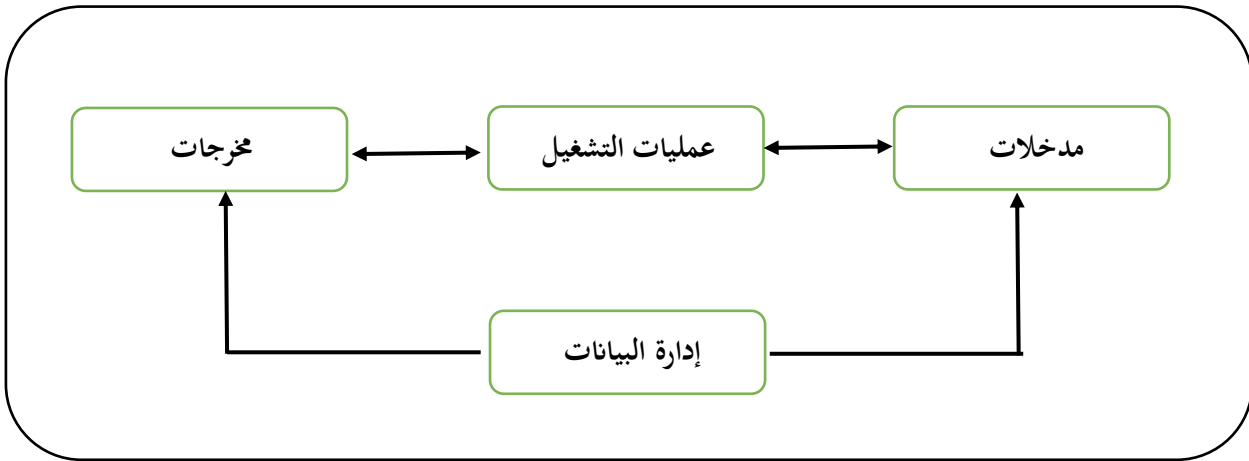 مدخلات
عمليات التشغيل
مخرجات
إدارة البيانات